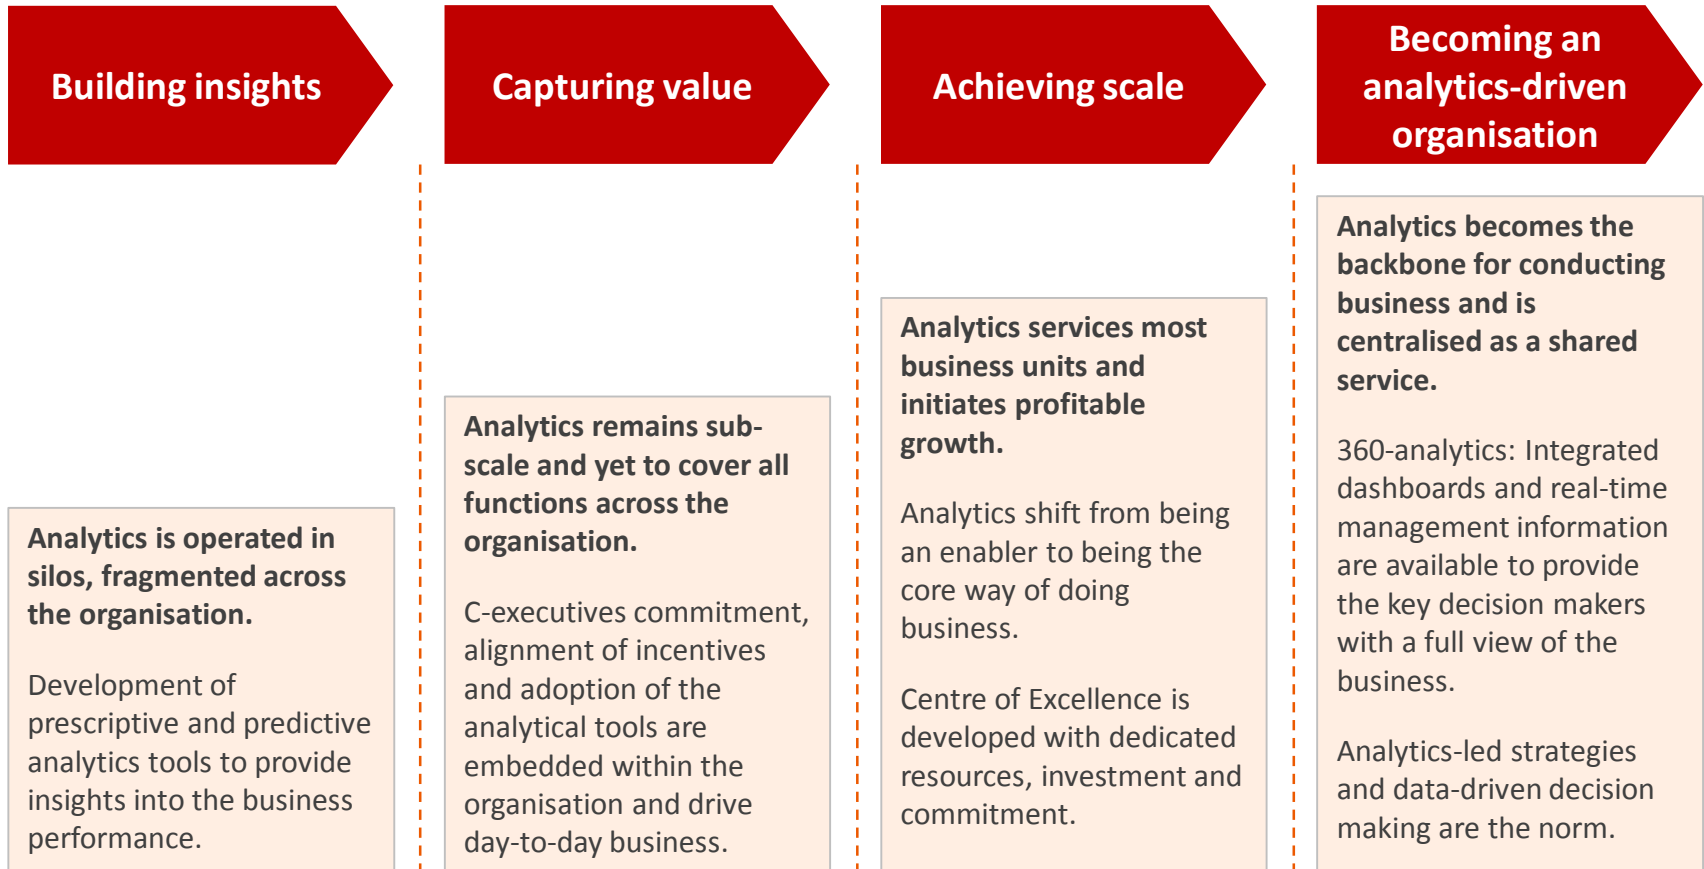 Building insights
Capturing value
Achieving scale
Becoming an
analytics-driven
organisation
Analytics is operated in
silos, fragmented across
the organisation.
Development of
prescriptive and predictive
analytics tools to provide
insights into the business
performance.
Analytics remains sub-
scale and yet to cover all
functions across the
organisation.
C-executives commitment,
alignment of incentives
and adoption of the
analytical tools are
embedded within the
organisation and drive
day-to-day business.
Analytics services most
business units and
initiates profitable
growth.
Analytics shift from being
an enabler to being the
core way of doing
business.
Centre of Excellence is
developed with dedicated
resources, investment and
commitment.
Analytics becomes the
backbone for conducting
business and is
centralised as a shared
service.
360-analytics: Integrated
dashboards and real-time
management information
are available to provide
the key decision makers
with a full view of the
business.
Analytics-led strategies
and data-driven decision
making are the norm.